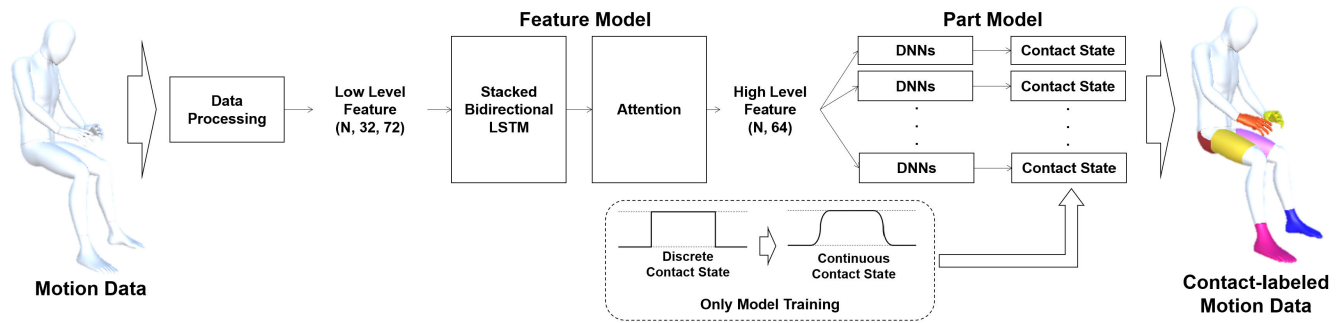 Feature Model
Part Model
Data
Processing
Low Level
Feature
(N, 32, 72)
Stacked
Bidirectional
LSTM
Attention
High Level
Feature
(N, 64)
DNNs
Contact State
DNNs
Contact State
DNNs
Contact State
Discrete
Contact State
Continuous
Contact State
Only Model Training
Motion Data
Contact-labeled
Motion Data